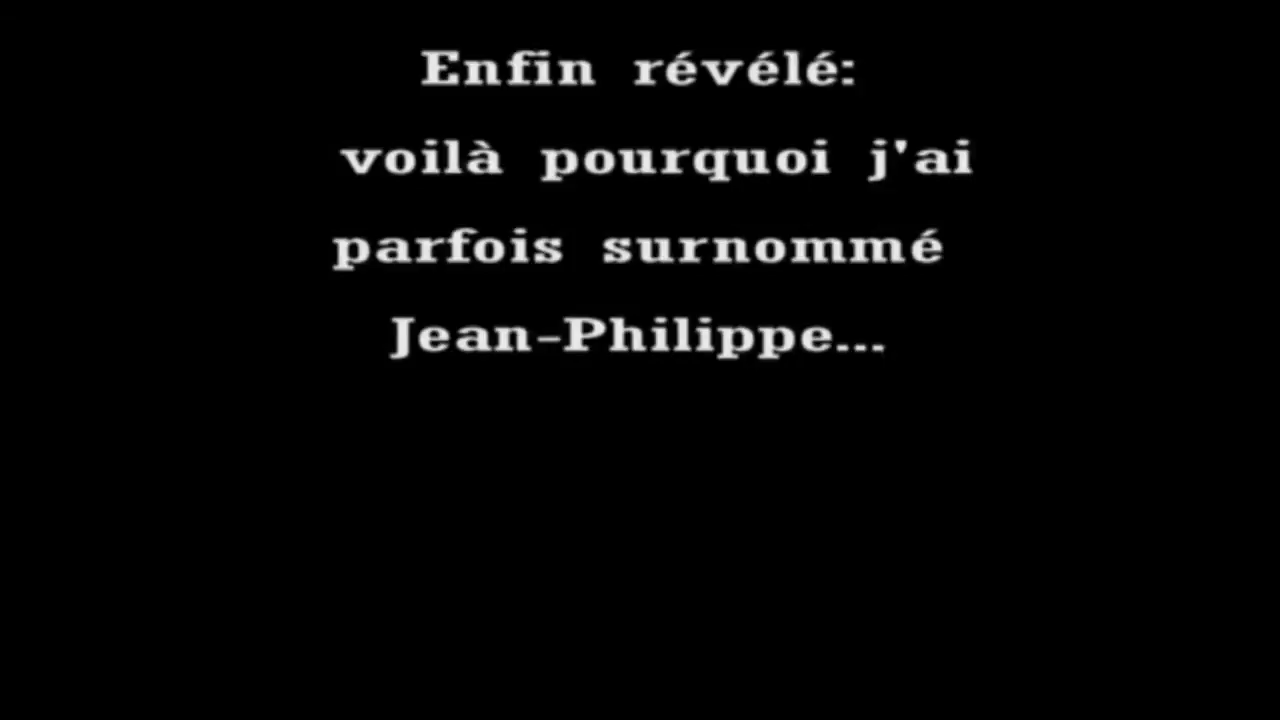 Enfin révélé:
voilà pourquoi j'ai
parfois surnommé
Jean-Philippe...